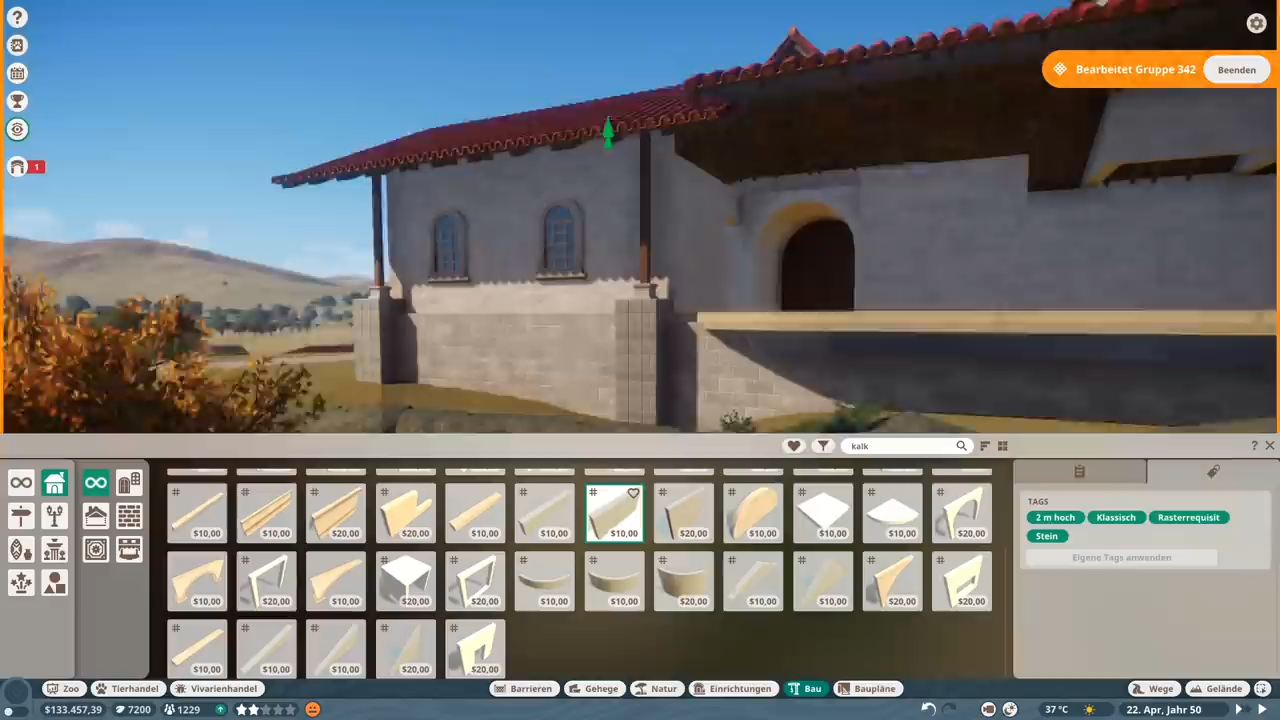 ?
Bearbeitet Gruppe 342 Beenden
1
kalk
?
# # # # # # # # # # # #
$10,00 $10,00 $20,00 $20,00 $10,00 $10,00 $10,00 $20,00 $20,00 $10,00 $10,00 $20,00
# # # # # # # # # # # #
$10,00 $20,00 $10,00 $20,00 $20,00 $10,00 $10,00 $20,00 $10,00 $10,00 $20,00 $20,00
# # # # #
$10,00 $10,00 $10,00 $20,00 $20,00
TAGS
2 m hoch Klassisch Rasterrequisit
Stein
Eigene Tags anwenden
Zoo Tierhandel Vivarienhandel Barrieren Gehege Natur Einrichtungen Bau Baupläne Wege Gelände
$133.457,39 7200 1229 37 °C 22. Apr, Jahr 50